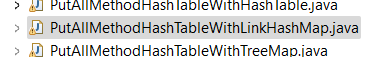 PutAllMethodHashTableWithHashTable.java
PutAllMethodHashTableWithLinkHashMap.java
PutAllMethodHashTableWithTreeMap.java